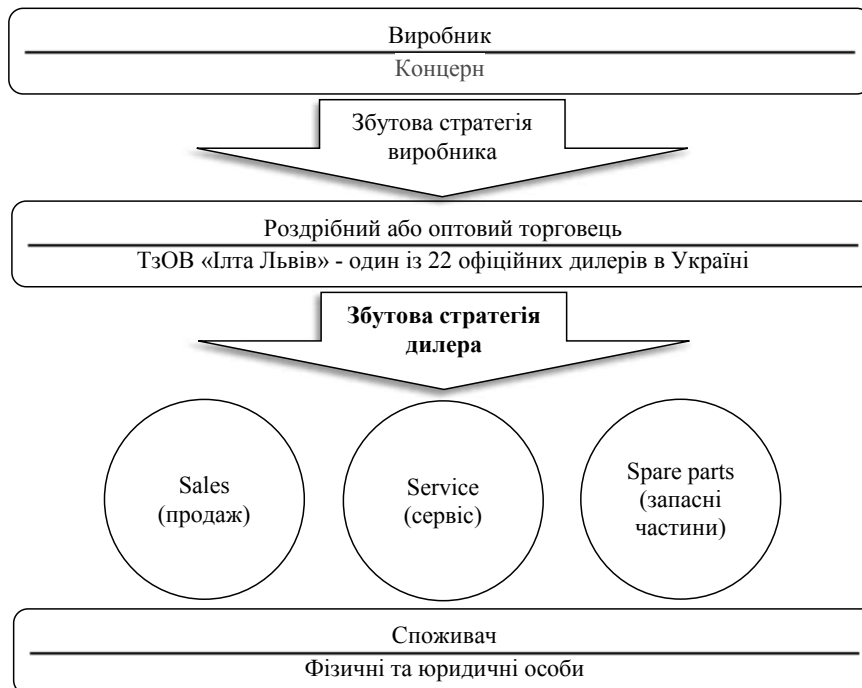 Виробник
Концерн
Збутова стратегія
виробника
Роздрібний або оптовий торговець
ТзОВ «Ілта Львів» - один із 22 офіційних дилерів в Україні
Збутова стратегія
дилера
Sales
(продаж)
Service
(сервіс)
Spare parts
(запасні
частини)
Споживач
Фізичні та юридичні особи